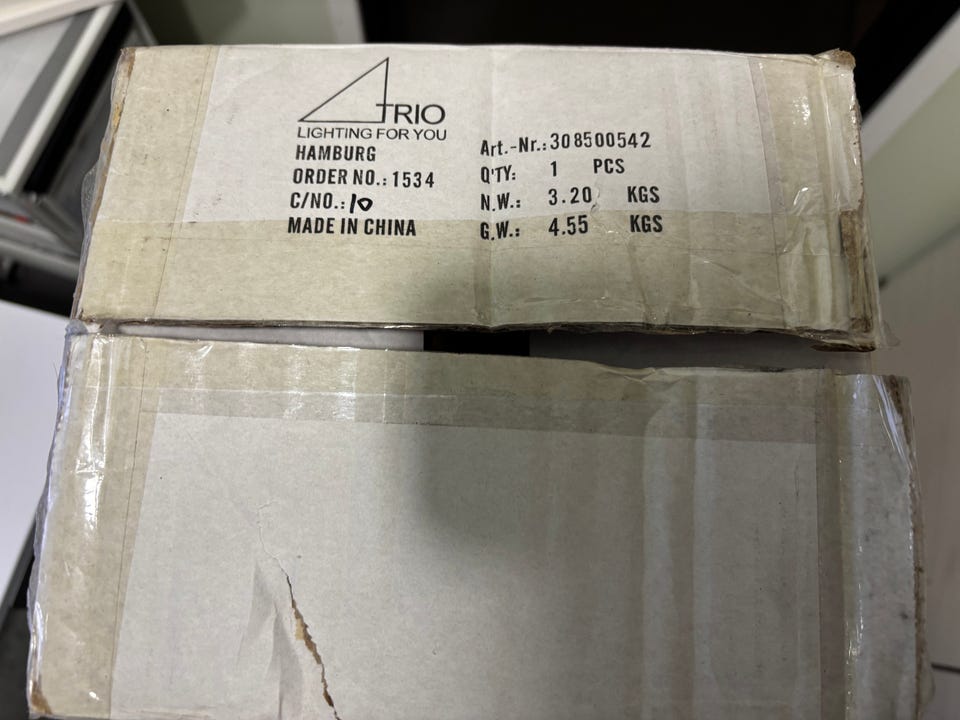 TRIO
LIGHTING FOR YOU
HAMBURG
ORDER NO.: 1534
C/NO.: 10
MADE IN CHINA
Art.-Nr.: 308500542
Q'TY: 1 PCS
N.W.: 3.20 KGS
G.W.: 4.55 KGS